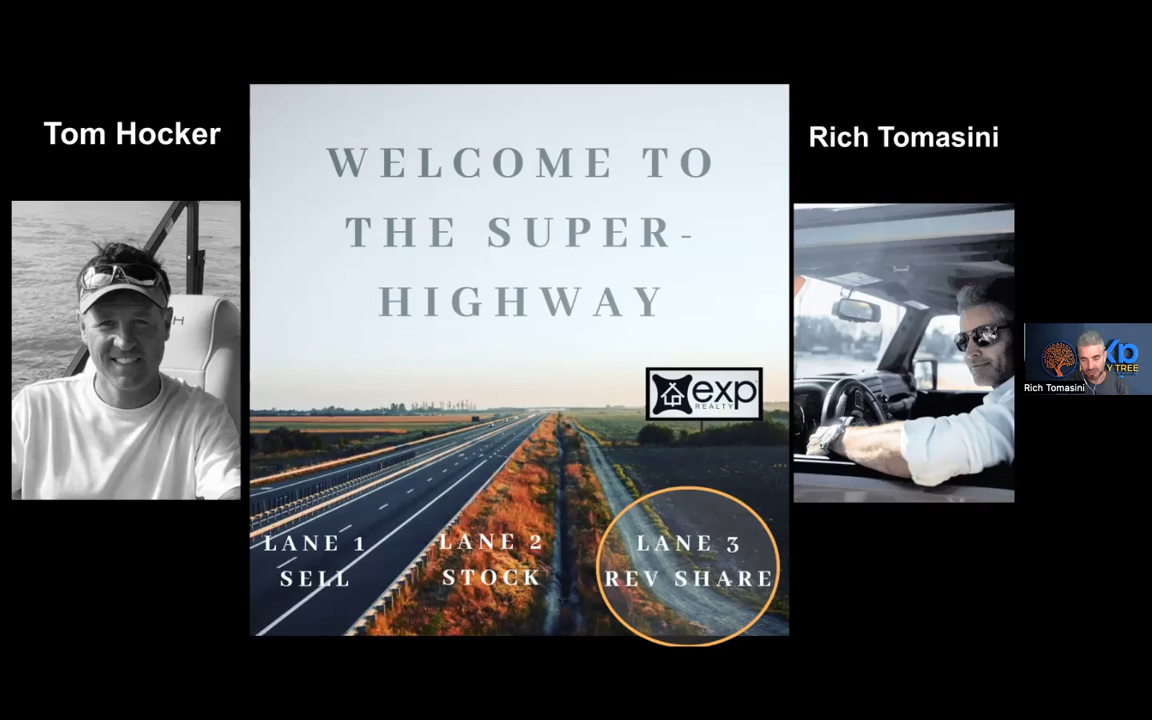 Tom Hocker
WELCOME TO
THE SUPER-
HIGHWAY
Rich Tomasini
exp
REALTY
Rich Tomasini
Y TREE
LANE 1
SELL
LANE 2
STOCK
LANE 3
REV SHARE